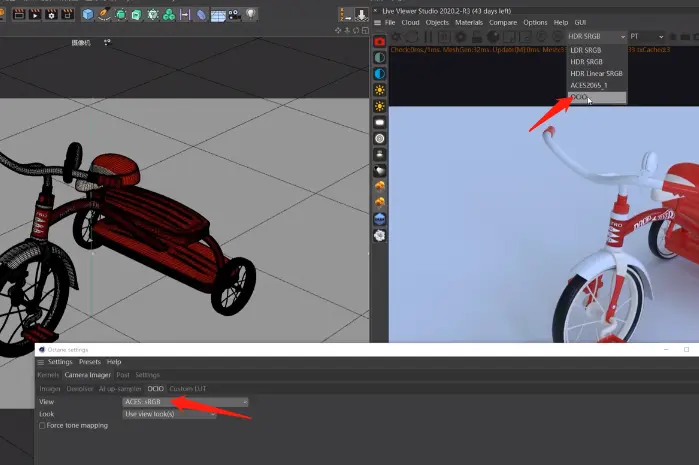 Live Viewer Studio 2020.2-R3 (43 days left)
File Cloud Objects Materials Compare Options Help GUI
HDR SRGB PT
LDR SRGB
HDR SRGB
HDR Linear SRGB
ACES2065_1
OCIO
摄像机
Octane settings
Settings Presets Help
Kernels Camera Imager Post Settings
Imager Denoiser AI up-sampler OCIO Custom LUT
View ACES: sRGB
Look Use view look(s)
Force tone mapping